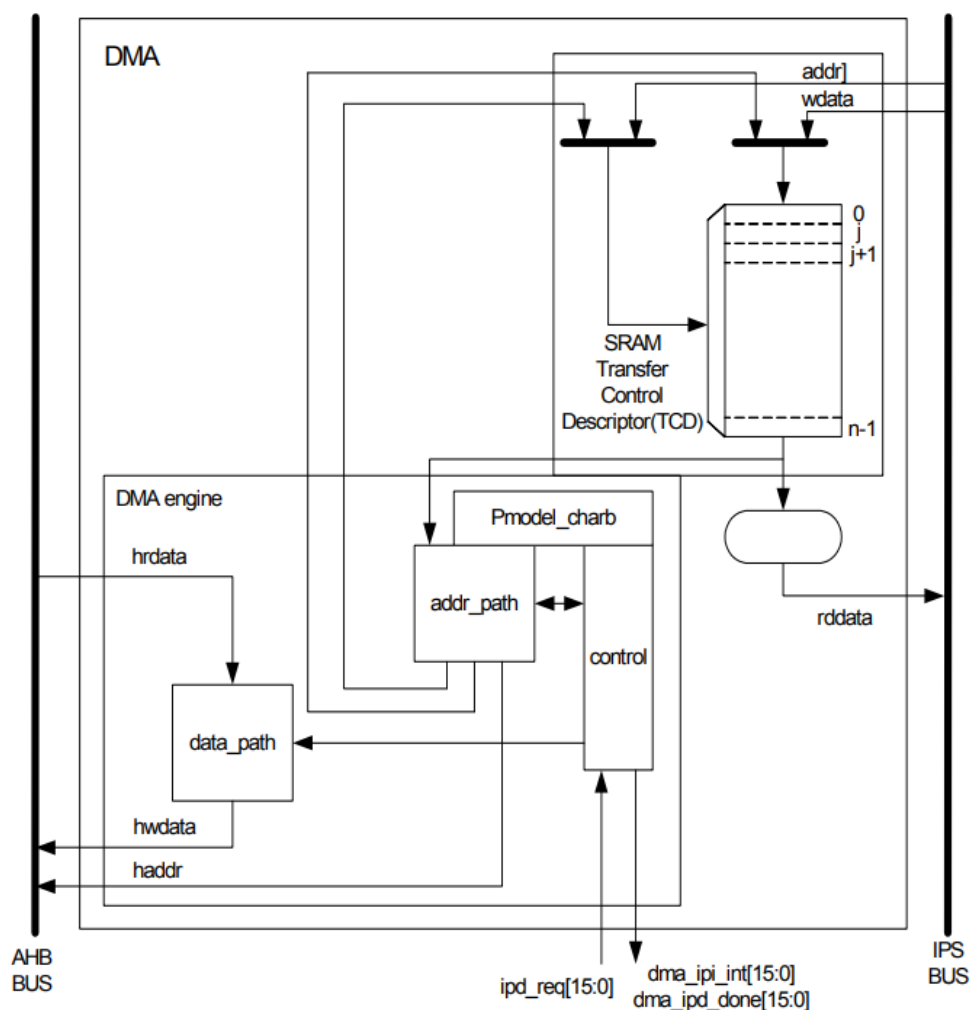 DMA
addr]
wdata
0
j
j+1
SRAM
Transfer
Control
Descriptor(TCD)
n-1
DMA engine
Pmodel_charb
hrdata
addr_path
rddata
control
data_path
hwdata
haddr
AHB
BUS
IPS
BUS
ipd_req[15:0]
dma_ipi_int[15:0]
dma_ipd_done[15:0]